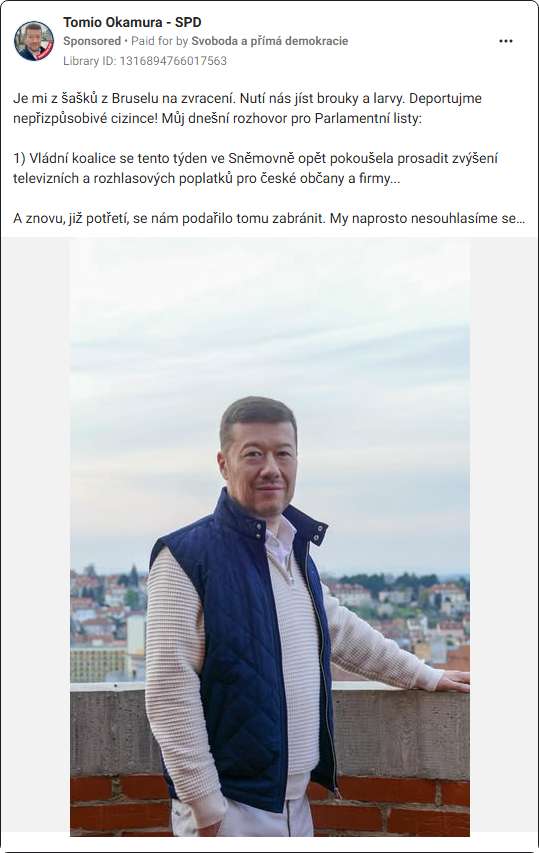 Tomio Okamura - SPD
Sponsored • Paid for by Svoboda a přímá demokracie
Library ID: 1316894766017563
Je mi z šašků z Bruselu na zvracení. Nutí nás jíst brouky a larvy. Deportujme
nepřizpůsobivé cizince! Můj dnešní rozhovor pro Parlamentní listy:
1) Vládní koalice se tento týden ve Sněmovně opět pokoušela prosadit zvýšení
televizních a rozhlasových poplatků pro české občany a firmy...
A znovu, již potřetí, se nám podařilo tomu zabránit. My naprosto nesouhlasíme se...